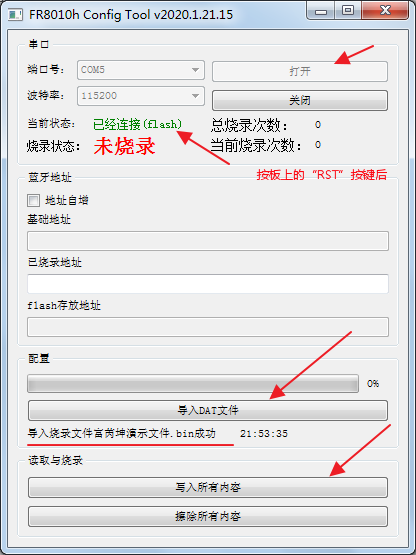 FR8010h Config Tool v2020.1.21.15
串口
端口号: COM5 打开
波特率: 115200 关闭
当前状态: 已经连接(flash) 总烧录次数: 0
烧录状态: 未烧录 当前烧录次数: 0
按板上的“RST”按键后
蓝牙地址
地址自增
基础地址
已烧录地址
flash存放地址
配置
0%
导入DAT文件
导入烧录文件富芮坤演示文件.bin成功 21:53:35
读取与烧录
写入所有内容
擦除所有内容